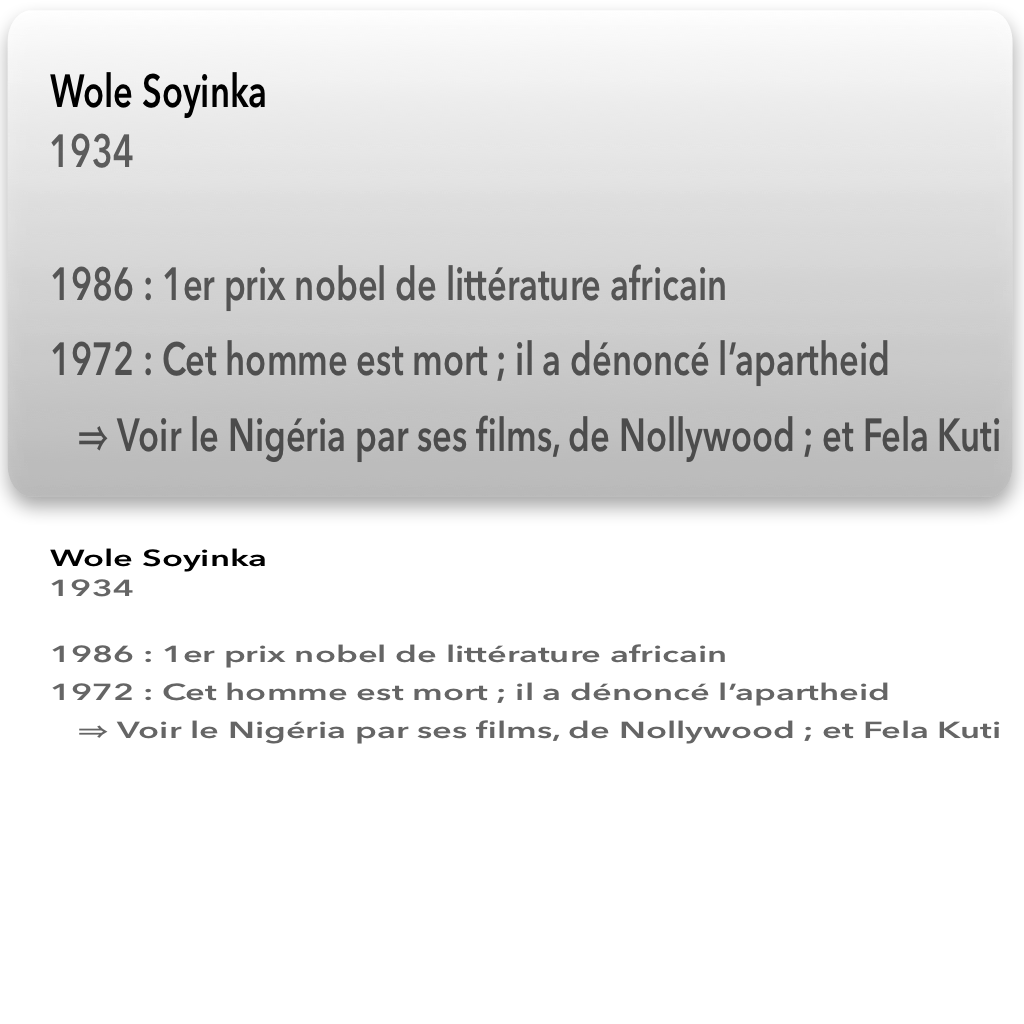 Wole Soyinka
1934
1986 : 1er prix nobel de littérature africain
1972 : Cet homme est mort ; il a dénoncé l’apartheid
⇒ Voir le Nigéria par ses films, de Nollywood ; et Fela Kuti
Wole Soyinka
1934
1986 : 1er prix nobel de littérature africain
1972 : Cet homme est mort ; il a dénoncé l’apartheid
⇒ Voir le Nigéria par ses films, de Nollywood ; et Fela Kuti